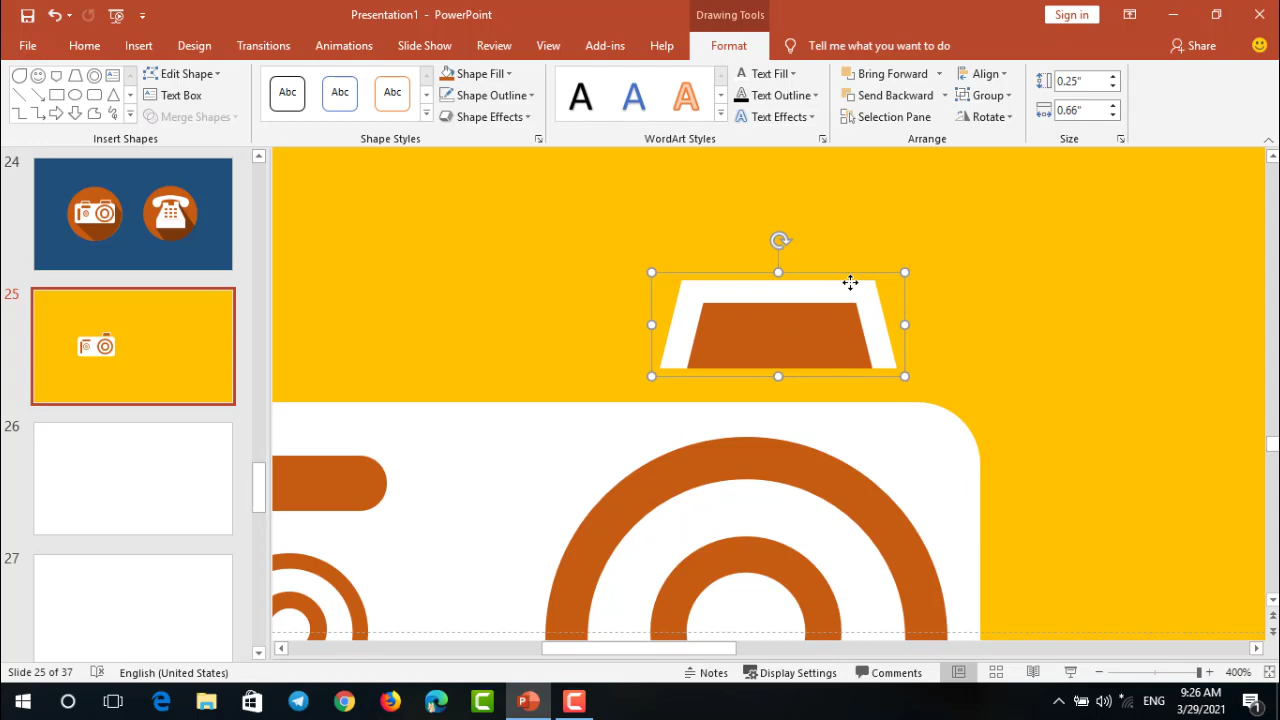 Presentation1 - PowerPoint
Drawing Tools
Sign in
File Home Insert Design Transitions Animations Slide Show Review View Add-ins Help Format Tell me what you want to do Share
Edit Shape
Text Box
Merge Shapes
Insert Shapes
Abc Abc Abc
Shape Fill
Shape Outline
Shape Effects
Shape Styles
A A A
Text Fill
Text Outline
Text Effects
WordArt Styles
Bring Forward
Send Backward
Selection Pane
Align
Group
Rotate
Arrange
0.25"
0.66"
Size
24
25
26
27
Slide 25 of 37 English (United States) Notes Display Settings Comments 400%
ENG 9:26 AM
3/29/2021
1